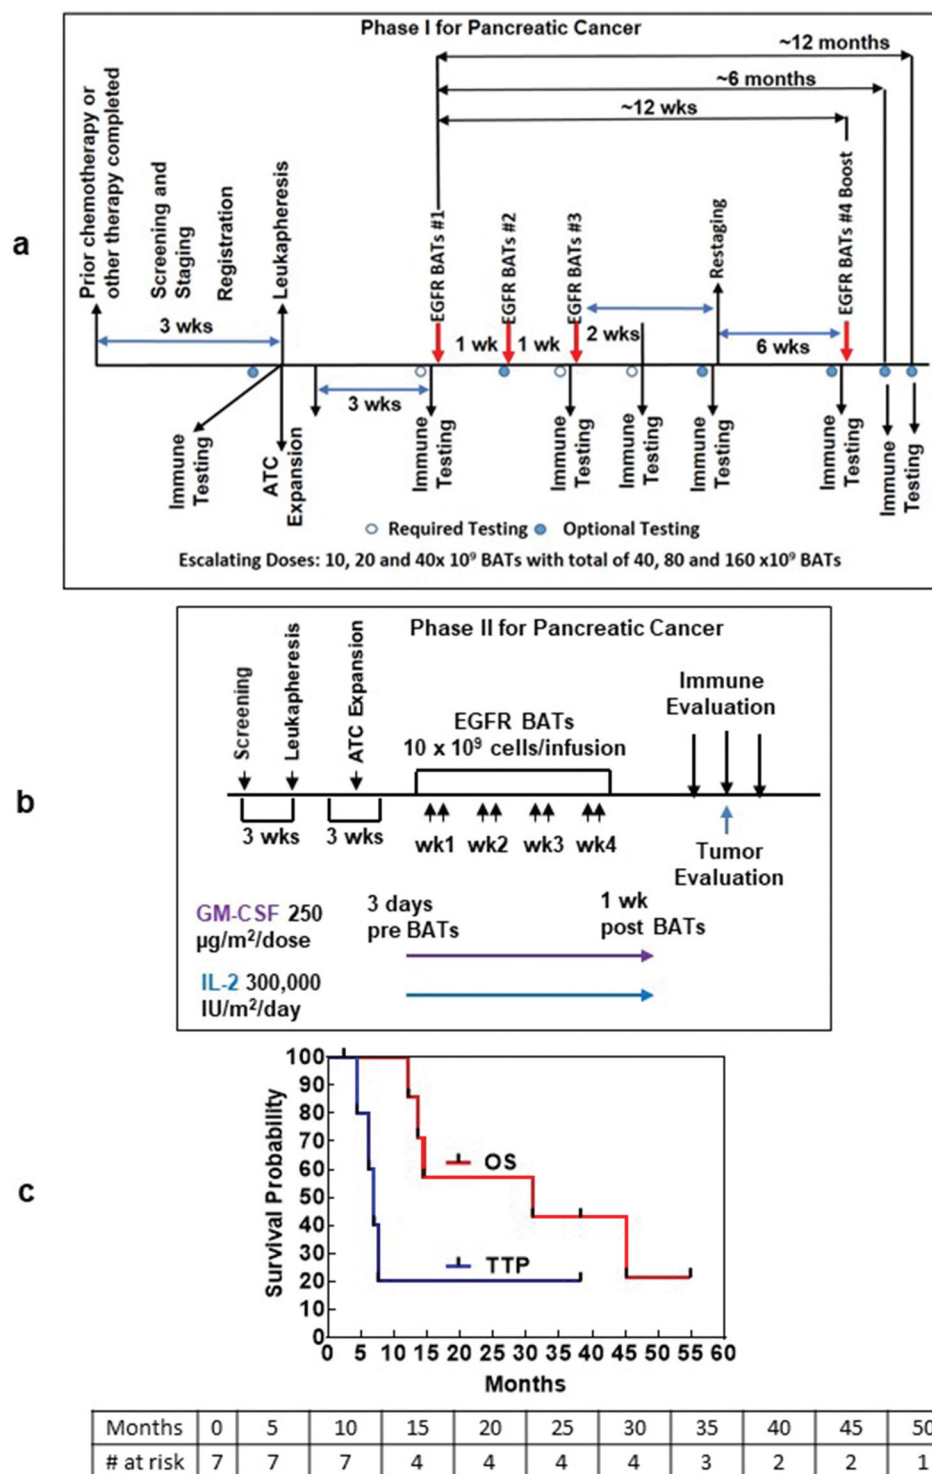 a
Phase I for Pancreatic Cancer
~12 months
~6 months
~12 wks
Prior chemotherapy or
other therapy completed
Screening and
Staging
Registration
Leukapheresis
EGFR BATs #1
EGFR BATs #2
EGFR BATs #3
Restaging
EGFR BATs #4 Boost
3 wks
1 wk
1 wk
2 wks
6 wks
3 wks
Immune
Testing
ATC
Expansion
Immune
Testing
Immune
Testing
Immune
Testing
Immune
Testing
Immune
Testing
Immune
Testing
Required Testing
Optional Testing
Escalating Doses: 10, 20 and 40x 10⁹ BATs with total of 40, 80 and 160 x10⁹ BATs
b
Phase II for Pancreatic Cancer
Screening
Leukapheresis
ATC Expansion
EGFR BATs
10 x 10⁹ cells/infusion
Immune
Evaluation
3 wks
3 wks
wk1 wk2 wk3 wk4
Tumor
Evaluation
GM-CSF 250
µg/m²/dose
3 days
pre BATs
1 wk
post BATs
IL-2 300,000
IU/m²/day
c
Survival Probability
100
90
80
70
60
50
40
30
20
10
0
OS
TTP
0 5 10 15 20 25 30 35 40 45 50 55 60
Months
Months 0 5 10 15 20 25 30 35 40 45 50
# at risk 7 7 7 4 4 4 4 3 2 2 1